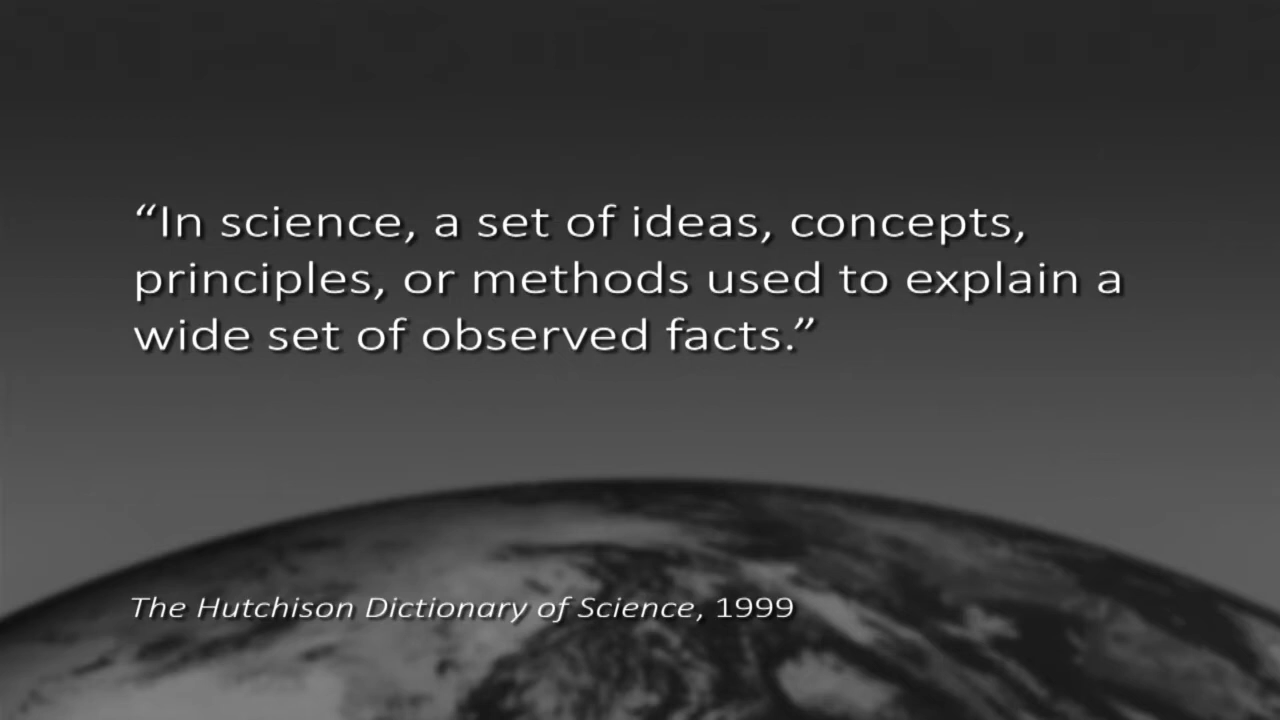 “In science, a set of ideas, concepts,
principles, or methods used to explain a
wide set of observed facts.”
The Hutchison Dictionary of Science, 1999